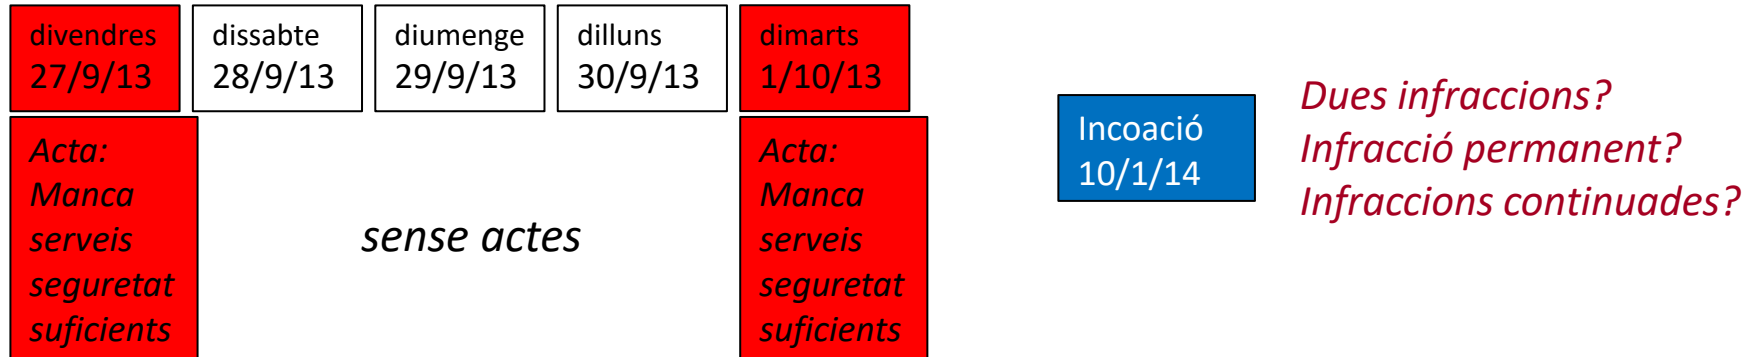 divendres
27/9/13
dissabte
28/9/13
diumenge
29/9/13
dilluns
30/9/13
dimarts
1/10/13
Acta:
Manca
serveis
seguretat
suficients
sense actes
Acta:
Manca
serveis
seguretat
suficients
Incoació
10/1/14
Dues infraccions?
Infracció permanent?
Infraccions continuades?